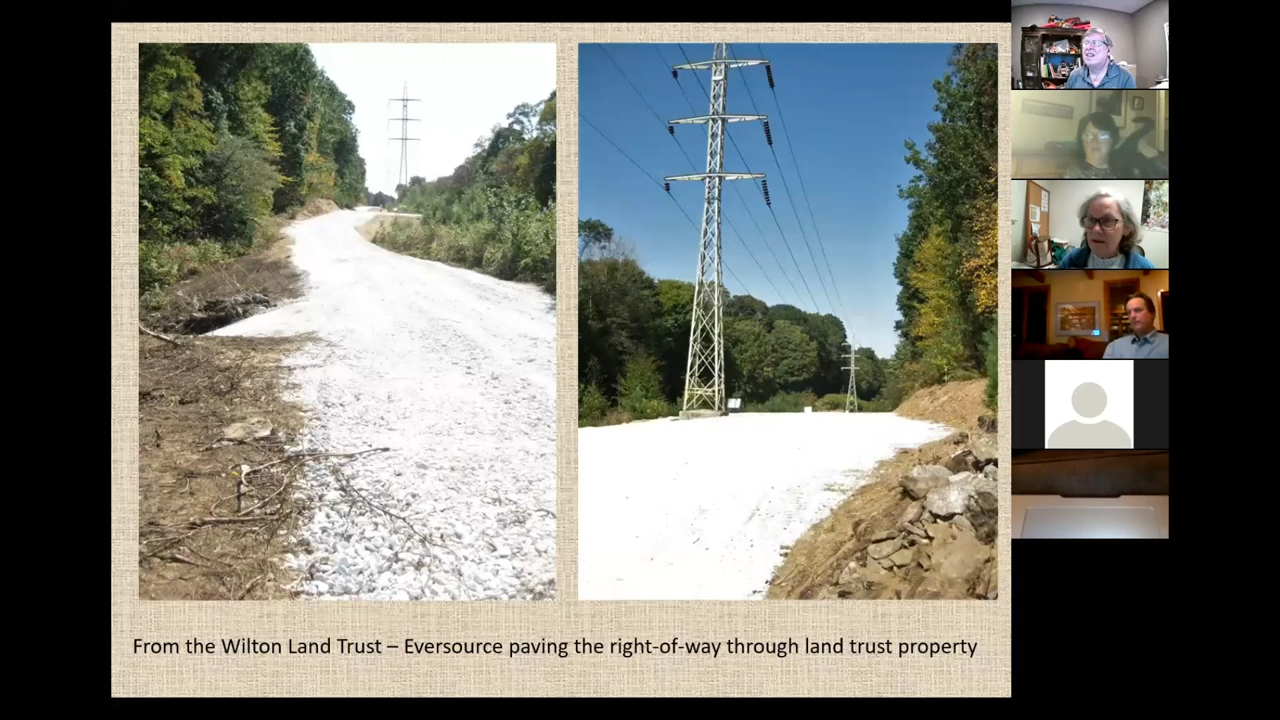 From the Wilton Land Trust – Eversource paving the right-of-way through land trust property